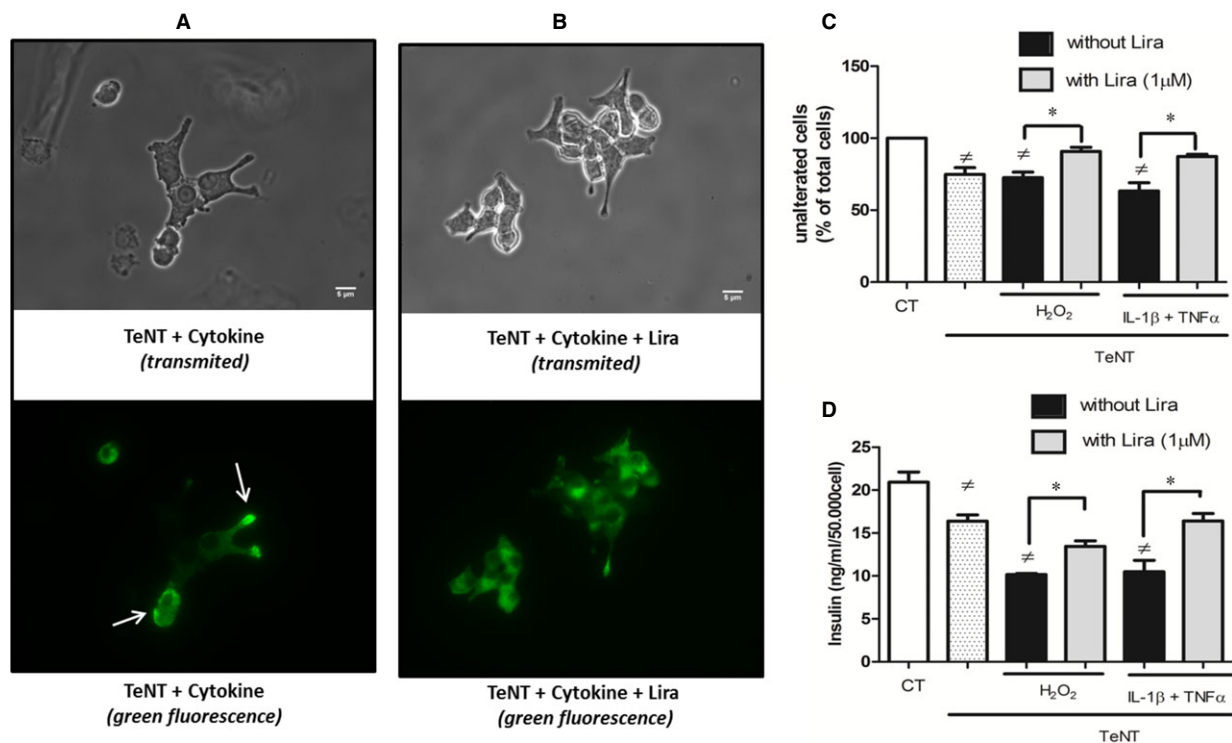 A
5 µm
TeNT + Cytokine
(transmited)
TeNT + Cytokine
(green fluorescence)
B
5 µm
TeNT + Cytokine + Lira
(transmited)
TeNT + Cytokine + Lira
(green fluorescence)
C
without Lira
with Lira (1µM)
unalterated cells
(% of total cells)
150
100
50
0
≠
≠
*
≠
*
CT
H₂O₂
IL-1β + TNFα
TeNT
D
without Lira
with Lira (1µM)
Insulin (ng/ml/50.000cell)
25
20
15
10
5
0
≠
≠
*
≠
*
CT
H₂O₂
IL-1β + TNFα
TeNT